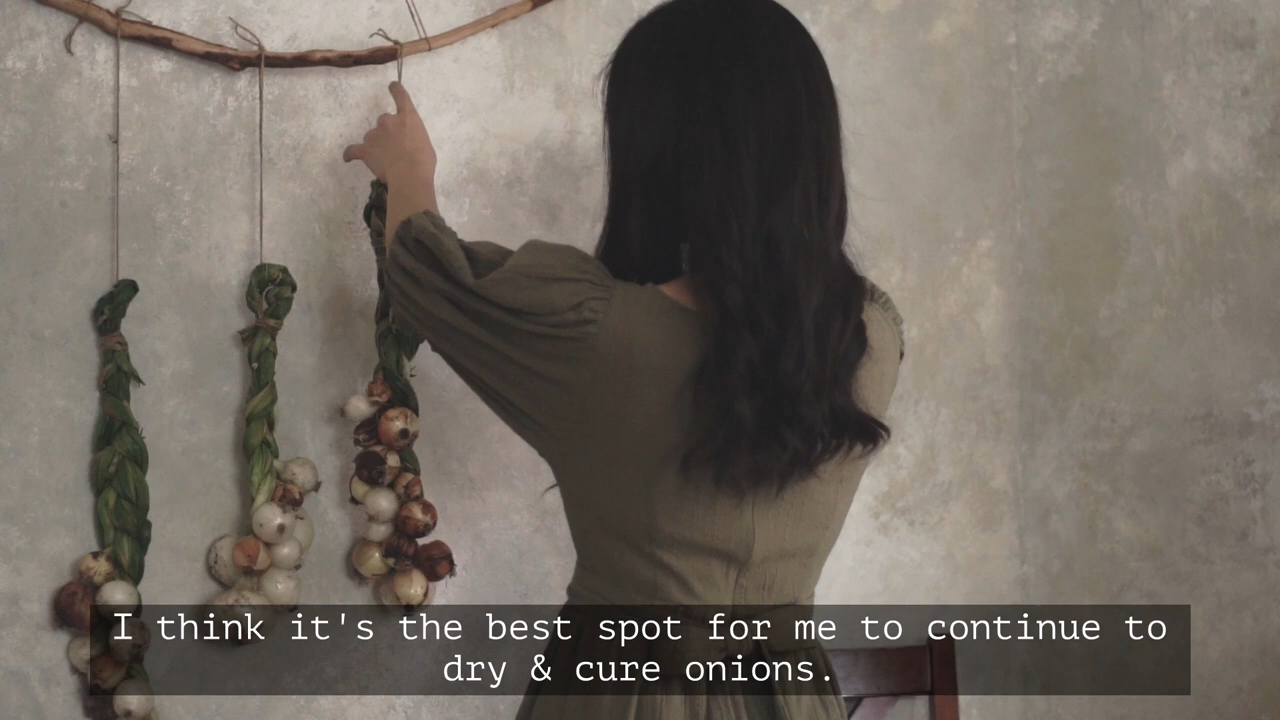 I think it's the best spot for me to continue to
dry & cure onions.